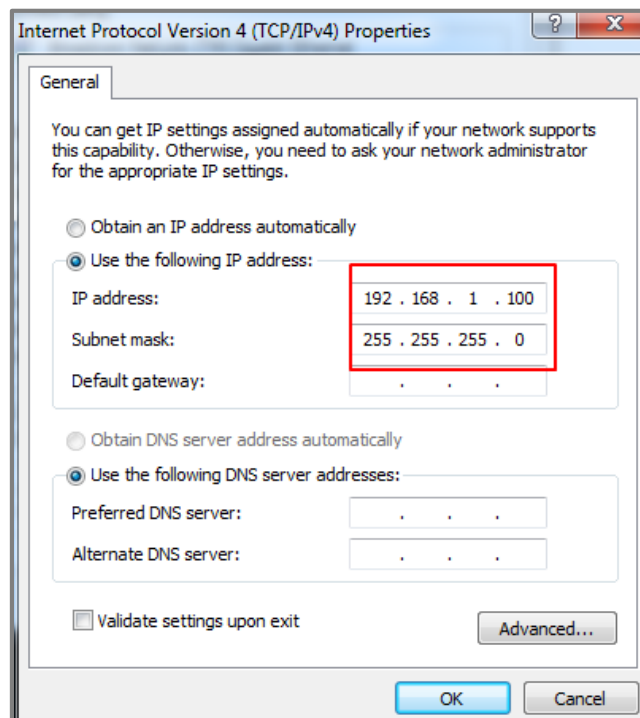 Internet Protocol Version 4 (TCP/IPv4) Properties
?
X
General
You can get IP settings assigned automatically if your network supports
this capability. Otherwise, you need to ask your network administrator
for the appropriate IP settings.
Obtain an IP address automatically
Use the following IP address:
IP address: 192 . 168 . 1 . 100
Subnet mask: 255 . 255 . 255 . 0
Default gateway: . . .
Obtain DNS server address automatically
Use the following DNS server addresses:
Preferred DNS server: . . .
Alternate DNS server: . . .
Validate settings upon exit
Advanced...
OK Cancel